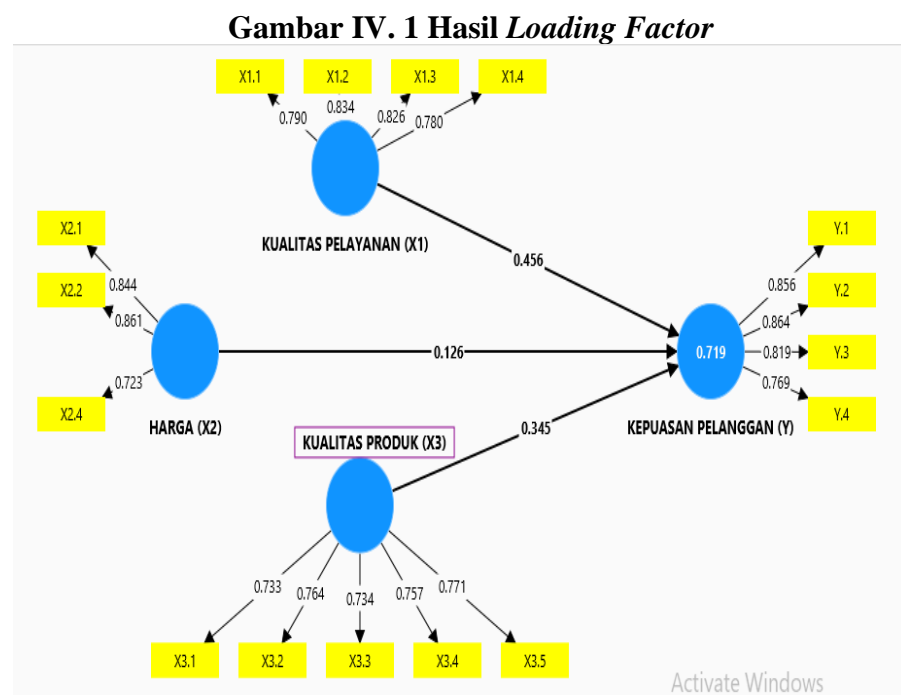 Gambar IV. 1 Hasil Loading Factor
X1.1 X1.2 X1.3 X1.4
0.790 0.834 0.826 0.780
KUALITAS PELAYANAN (X1)
0.456
X2.1
X2.2
X2.4
0.844
0.861
0.723
HARGA (X2)
0.126
KUALITAS PRODUK (X3)
0.345
0.733 0.764 0.734 0.757 0.771
X3.1 X3.2 X3.3 X3.4 X3.5
0.719
KEPUASAN PELANGGAN (Y)
0.856
0.864
0.819
0.769
Y.1
Y.2
Y.3
Y.4
Activate Windows